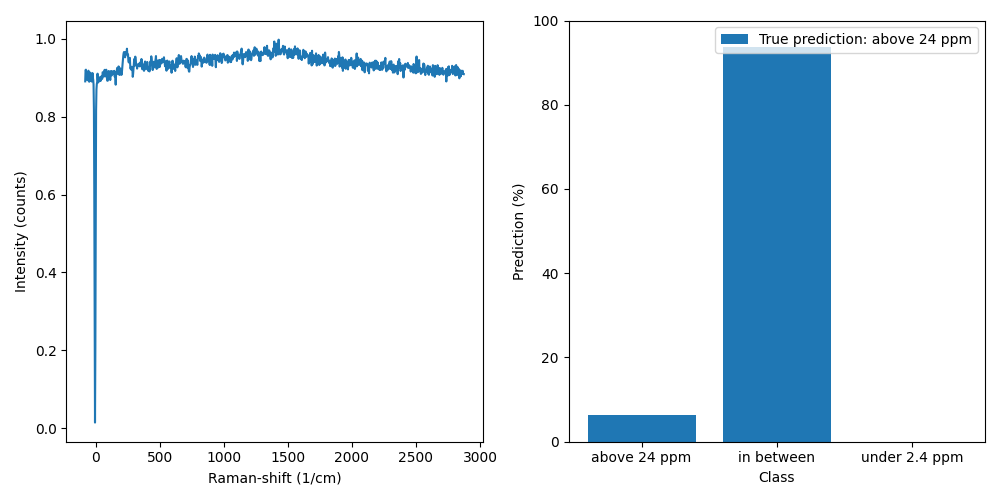 1.0
0.8
0.6
0.4
0.2
0.0
Intensity (counts)
0 500 1000 1500 2000 2500 3000
Raman-shift (1/cm)
100
80
60
40
20
0
Prediction (%)
True prediction: above 24 ppm
above 24 ppm in between under 2.4 ppm
Class